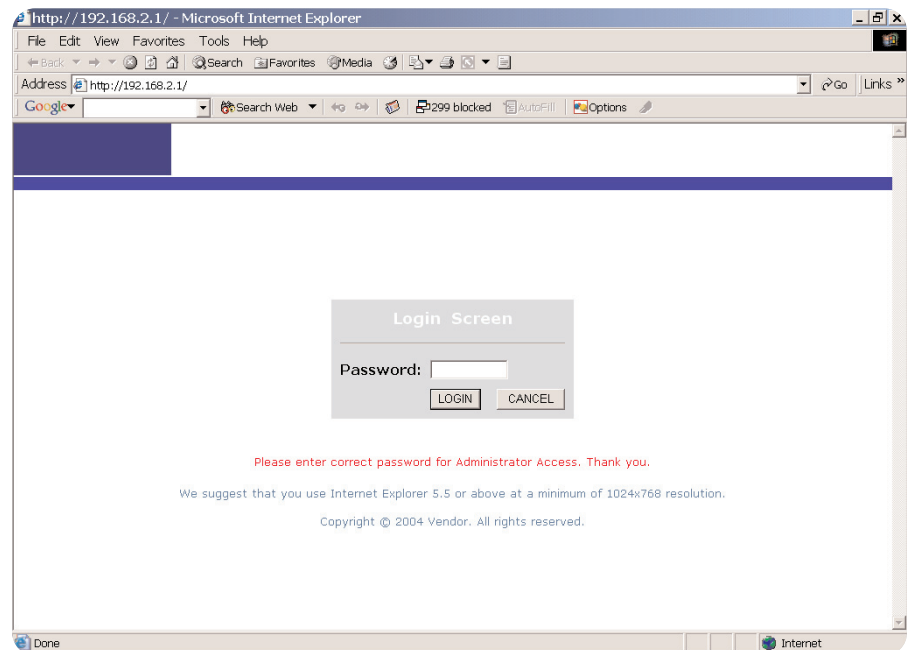 http://192.168.2.1/ - Microsoft Internet Explorer
File Edit View Favorites Tools Help
Back Search Favorites Media
Address http://192.168.2.1/ Go Links »
Google Search Web 299 blocked AutoFill Options
Login Screen
Password:
LOGIN CANCEL
Please enter correct password for Administrator Access. Thank you.
We suggest that you use Internet Explorer 5.5 or above at a minimum of 1024x768 resolution.
Copyright © 2004 Vendor. All rights reserved.
Done Internet